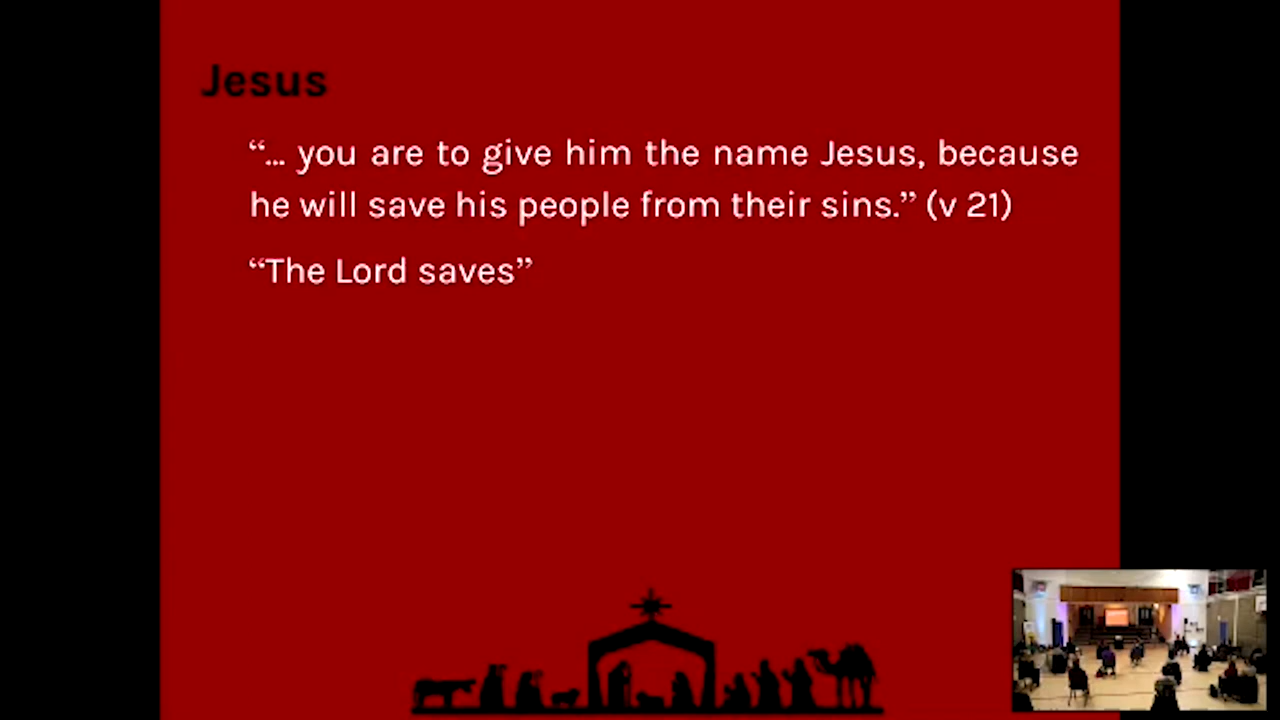 Jesus
“... you are to give him the name Jesus, because
he will save his people from their sins.” (v 21)
“The Lord saves”